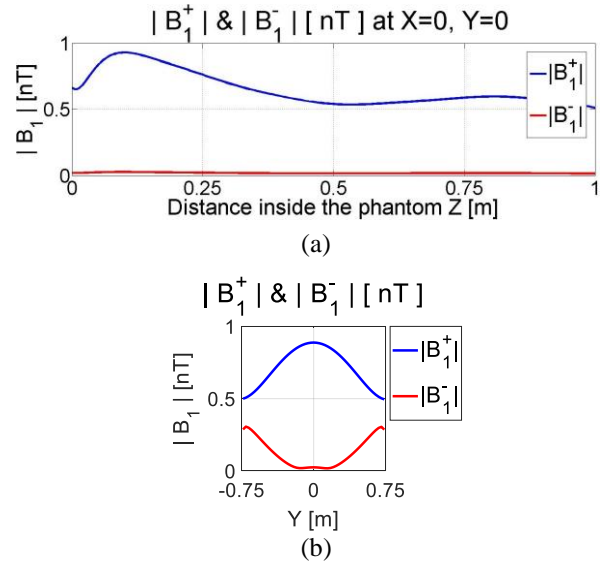 | B₁⁺ | & | B₁⁻ | [ nT ] at X=0, Y=0
1
0.5
0
| B₁ | [nT]
|B₁⁺|
|B₁⁻|
0 0.25 0.5 0.75 1
Distance inside the phantom Z [m]
(a)
| B₁⁺ | & | B₁⁻ | [ nT ]
1
0.5
0
| B₁ | [nT]
|B₁⁺|
|B₁⁻|
-0.75 0 0.75
Y [m]
(b)